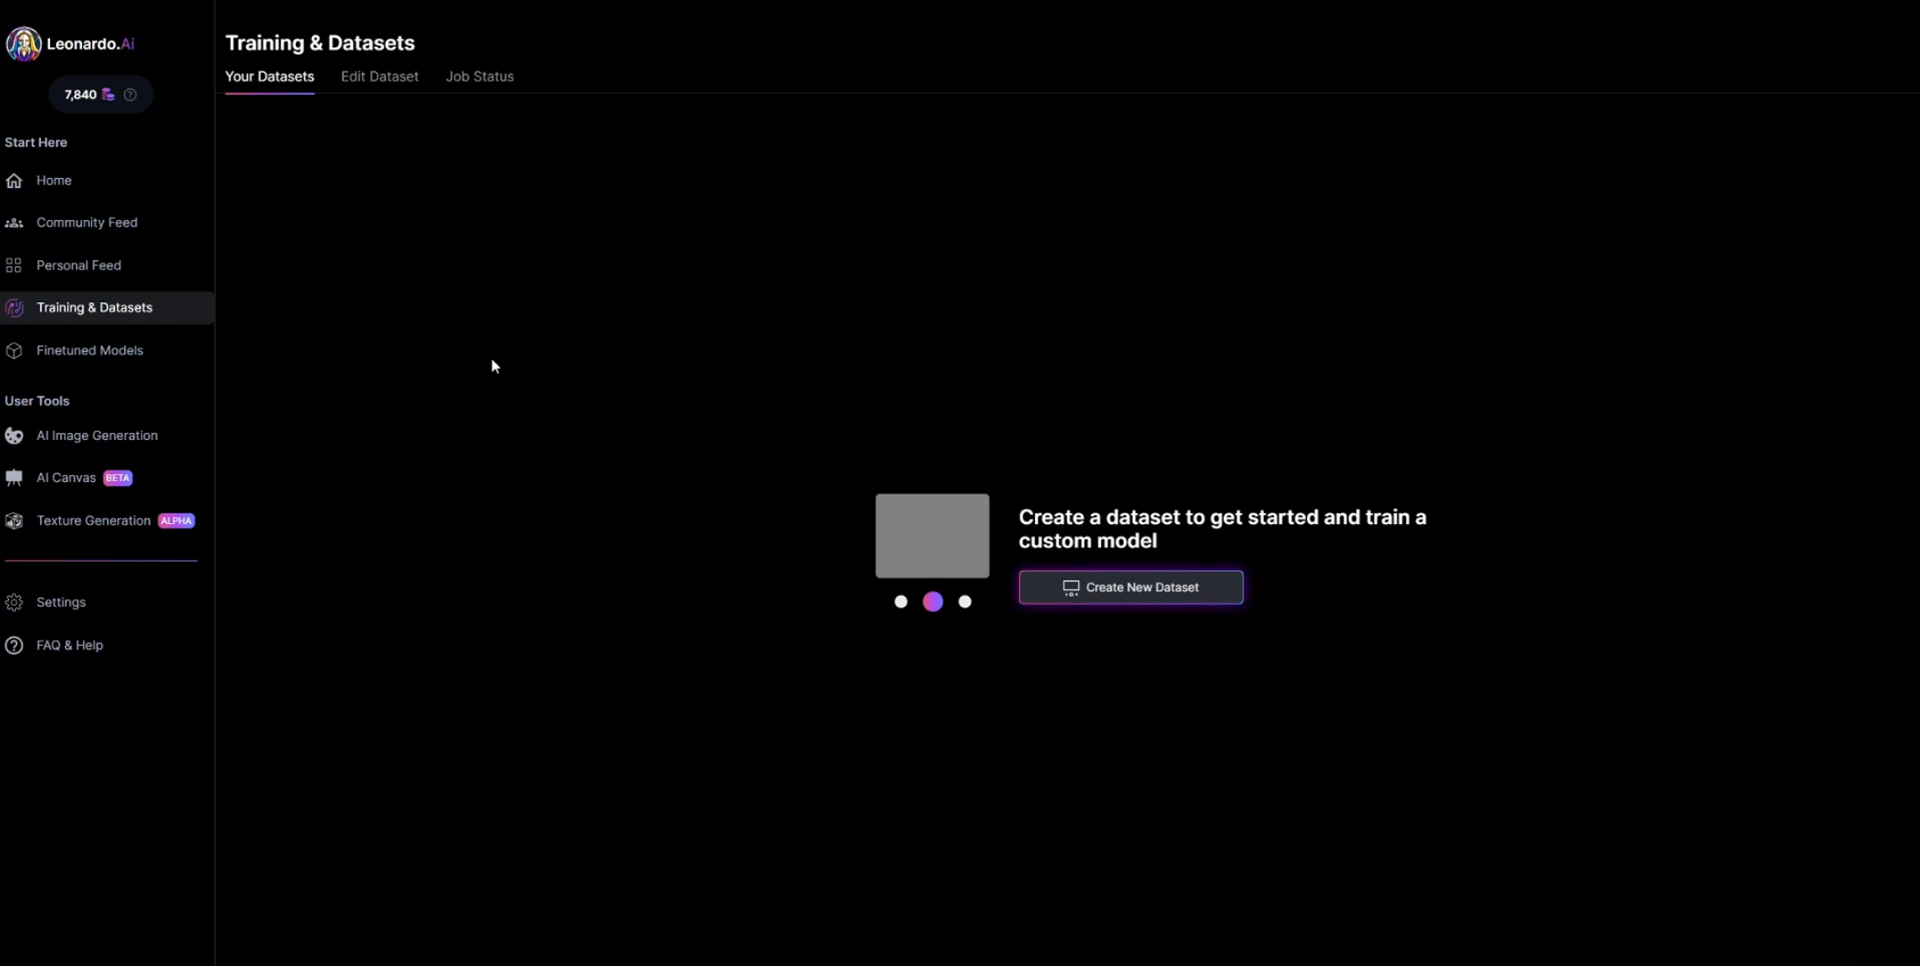 Leonardo.Ai
7,840
Start Here
Home
Community Feed
Personal Feed
Training & Datasets
Finetuned Models
User Tools
AI Image Generation
AI Canvas BETA
Texture Generation ALPHA
Settings
FAQ & Help
Training & Datasets
Your Datasets Edit Dataset Job Status
Create a dataset to get started and train a
custom model
Create New Dataset